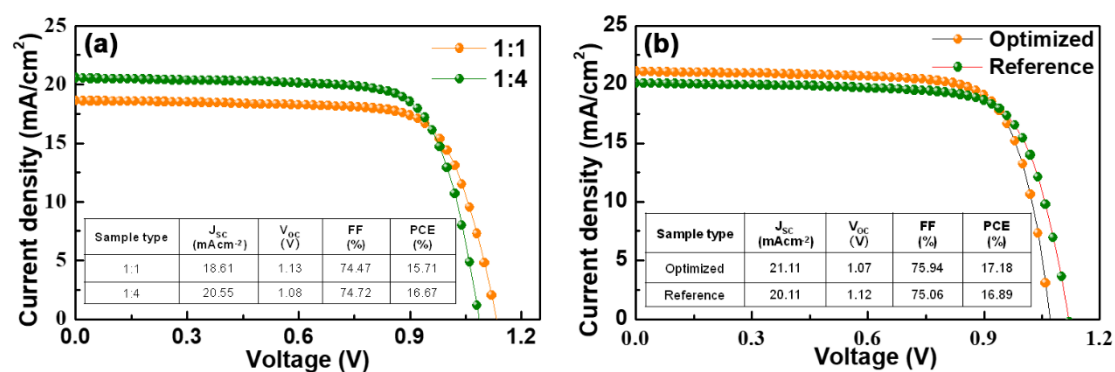 (a)
1:1
1:4
Current density (mA/cm²)
25
20
15
10
5
0
Sample type J_SC (mAcm⁻²) V_OC (V) FF (%) PCE (%)
1:1 18.61 1.13 74.47 15.71
1:4 20.55 1.08 74.72 16.67
0.0 0.3 0.6 0.9 1.2
Voltage (V)
(b)
Optimized
Reference
Current density (mA/cm²)
25
20
15
10
5
0
Sample type J_SC (mAcm⁻²) V_OC (V) FF (%) PCE (%)
Optimized 21.11 1.07 75.94 17.18
Reference 20.11 1.12 75.06 16.89
0.0 0.3 0.6 0.9 1.2
Voltage (V)